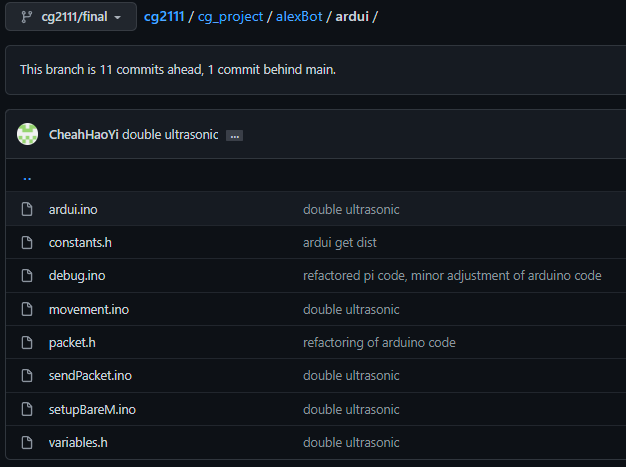 cg2111/final cg2111 / cg_project / alexBot / ardui /
This branch is 11 commits ahead, 1 commit behind main.
CheahHaoYi double ultrasonic ...
..
ardui.ino double ultrasonic
constants.h ardui get dist
debug.ino refactored pi code, minor adjustment of arduino code
movement.ino double ultrasonic
packet.h refactoring of arduino code
sendPacket.ino double ultrasonic
setupBareM.ino double ultrasonic
variables.h double ultrasonic